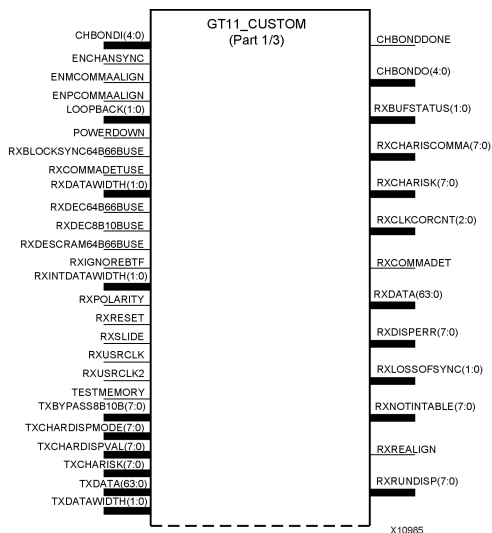 GT11_CUSTOM
(Part 1/3)
CHBONDI(4:0)
ENCHANSYNC
ENMCOMMAALIGN
ENPCOMMAALIGN
LOOPBACK(1:0)
POWERDOWN
RXBLOCKSYNC64B66BUSE
RXCOMMADETUSE
RXDATAWIDTH(1:0)
RXDEC64B66BUSE
RXDEC8B10BUSE
RXDESCRAM64B66BUSE
RXIGNOREBTF
RXINTDATAWIDTH(1:0)
RXPOLARITY
RXRESET
RXSLIDE
RXUSRCLK
RXUSRCLK2
TESTMEMORY
TXBYPASS8B10B(7:0)
TXCHARDISPMODE(7:0)
TXCHARDISPVAL(7:0)
TXCHARISK(7:0)
TXDATA(63:0)
TXDATAWIDTH(1:0)
CHBONDDONE
CHBONDO(4:0)
RXBUFSTATUS(1:0)
RXCHARISCOMMA(7:0)
RXCHARISK(7:0)
RXCLKCORCNT(2:0)
RXCOMMADET
RXDATA(63:0)
RXDISPERR(7:0)
RXLOSSOFSYNC(1:0)
RXNOTINTABLE(7:0)
RXREALIGN
RXRUNDISP(7:0)
X10985